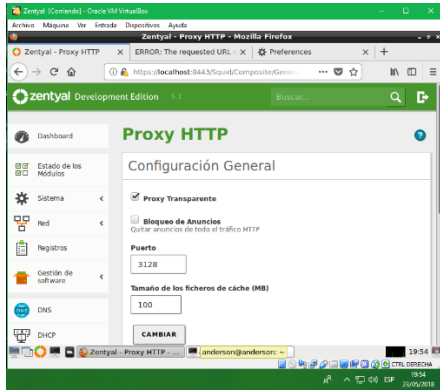 Zentyal [Corriendo] - Oracle VM VirtualBox
Archivo Máquina Ver Entrada Dispositivos Ayuda
Zentyal - Proxy HTTP - Mozilla Firefox
Zentyal - Proxy HTTP
ERROR: The requested URL
Preferences
https://localhost:8443/Squid/Composite/Gener
zentyal Development Edition 5.1
Buscar...
Dashboard
Estado de los
Módulos
Sistema
Red
Registros
Gestión de
software
DNS
DHCP
Proxy HTTP
Configuración General
Proxy Transparente
Bloqueo de Anuncios
Quitar anuncios de todo el tráfico HTTP
Puerto
3128
Tamaño de los ficheros de caché (MB)
100
CAMBIAR
Zentyal - Proxy HTTP - ...
anderson@anderson: ~
19:54
CTRL DERECHA
ESP
19:54
23/05/2018